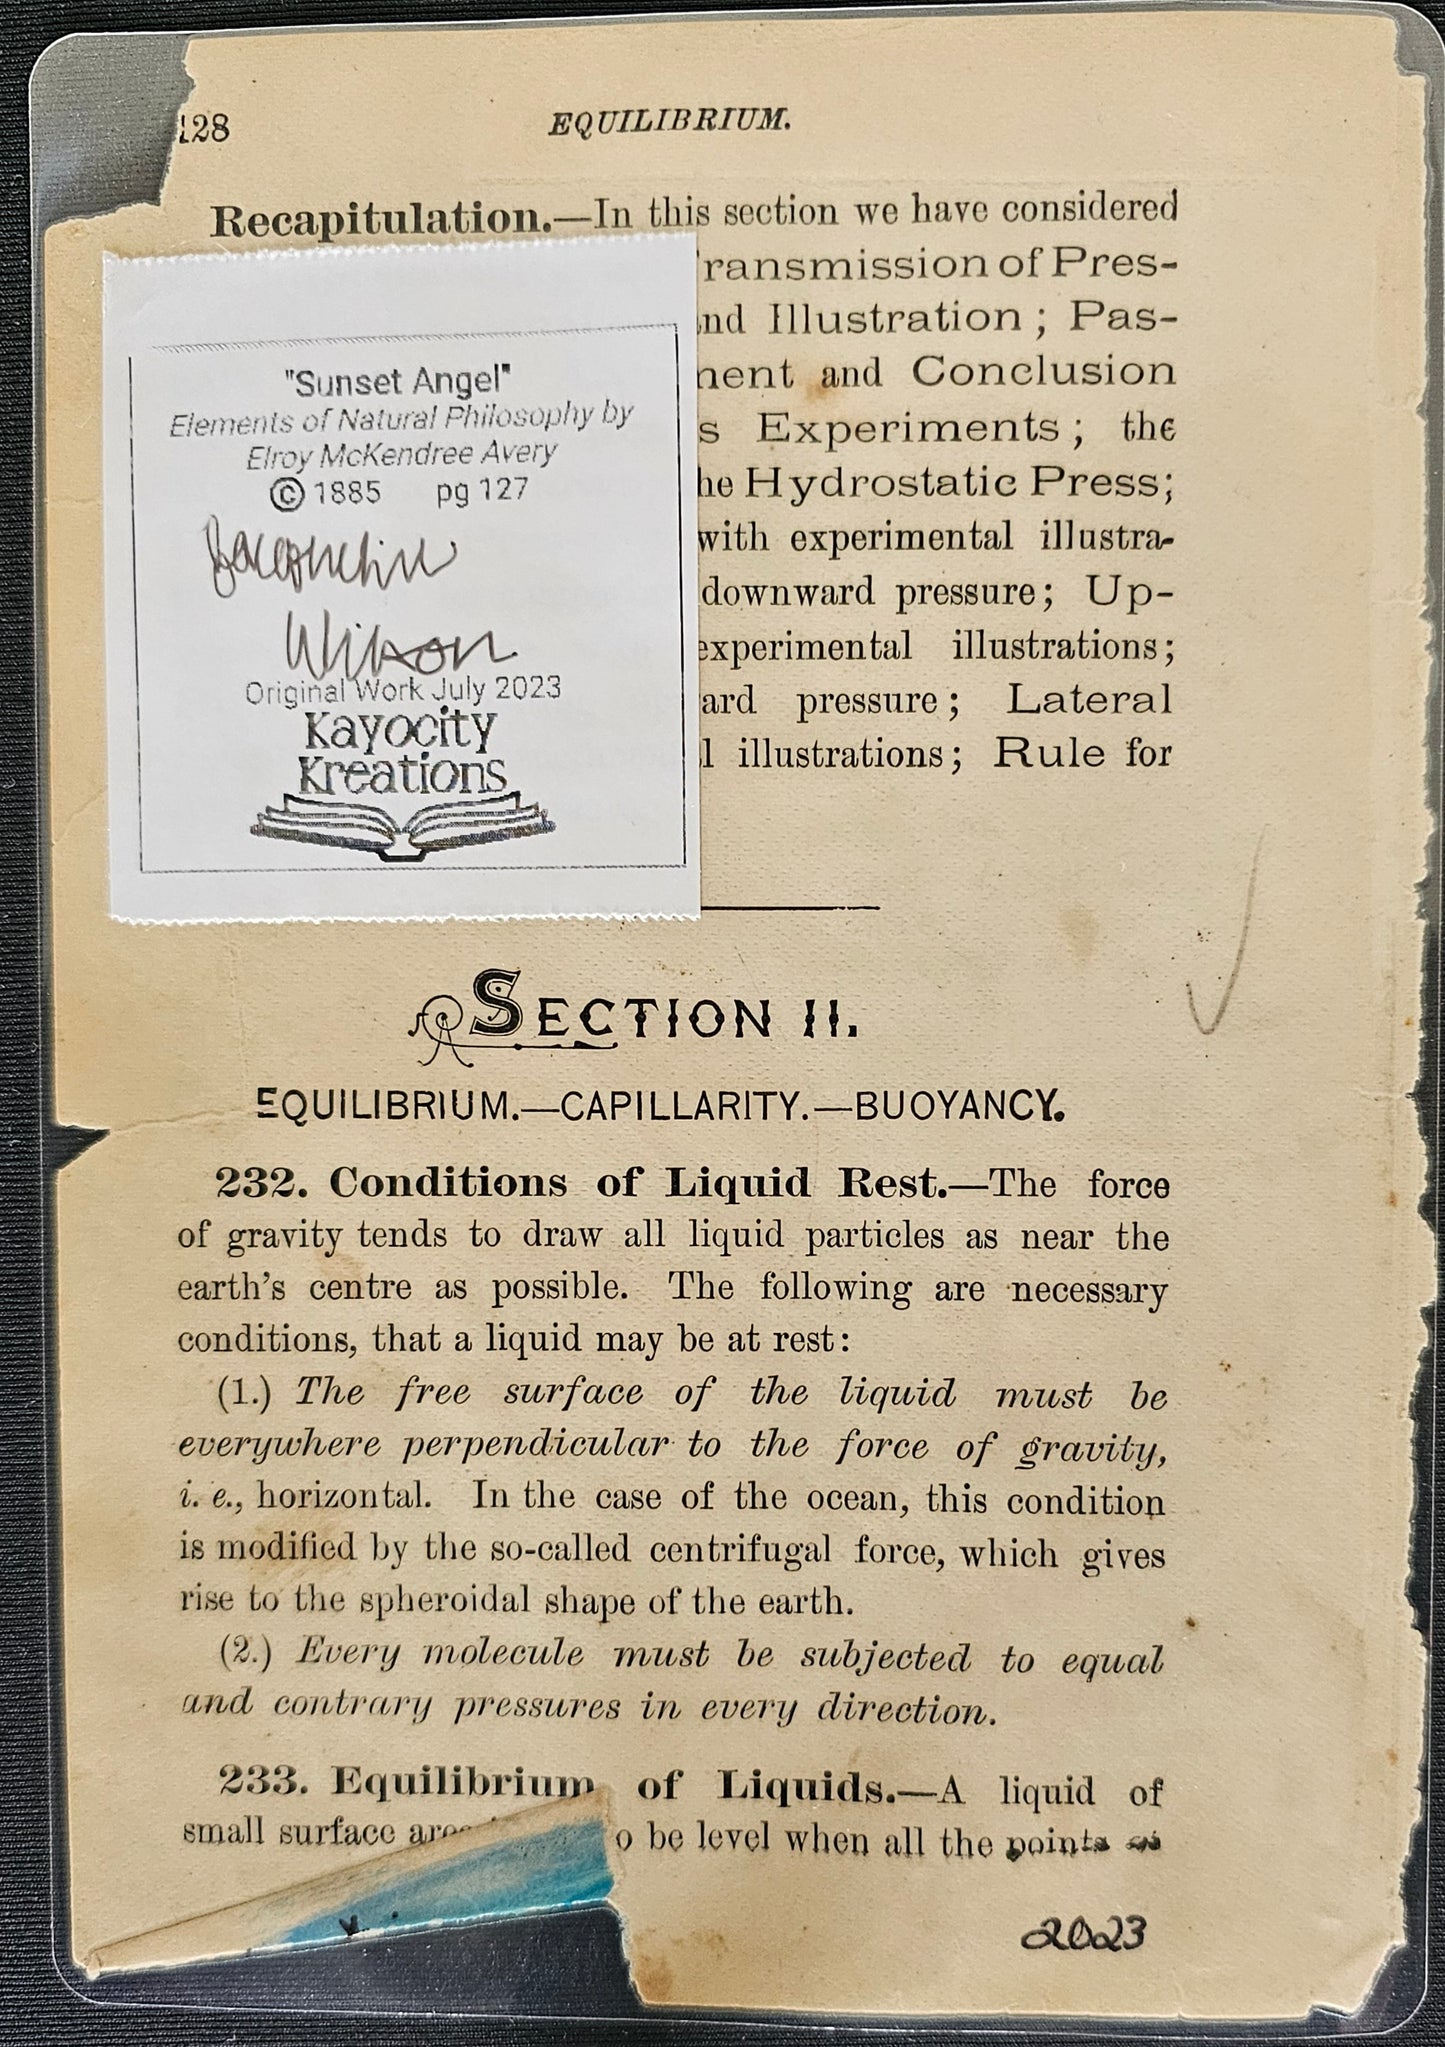 128
EQUILIBRIUM.
Recapitulation.—In this section we have considered
ransmission of Pres-
nd Illustration; Pas-
ent and Conclusion
s Experiments; the
he Hydrostatic Press;
with experimental illustra-
downward pressure; Up-
experimental illustrations;
ard pressure; Lateral
l illustrations; Rule for
"Sunset Angel"
Elements of Natural Philosophy by
Elroy McKendree Avery
© 1885 pg 127
Jacquelin
Wilson
Original Work July 2023
Kayocity
Kreations
SECTION II.
EQUILIBRIUM.—CAPILLARITY.—BUOYANCY.
232. Conditions of Liquid Rest.—The force
of gravity tends to draw all liquid particles as near the
earth's centre as possible. The following are necessary
conditions, that a liquid may be at rest:
(1.) The free surface of the liquid must be
everywhere perpendicular to the force of gravity,
i. e., horizontal. In the case of the ocean, this condition
is modified by the so-called centrifugal force, which gives
rise to the spheroidal shape of the earth.
(2.) Every molecule must be subjected to equal
and contrary pressures in every direction.
233. Equilibrium of Liquids.—A liquid of
small surface o be level when all the points
2023